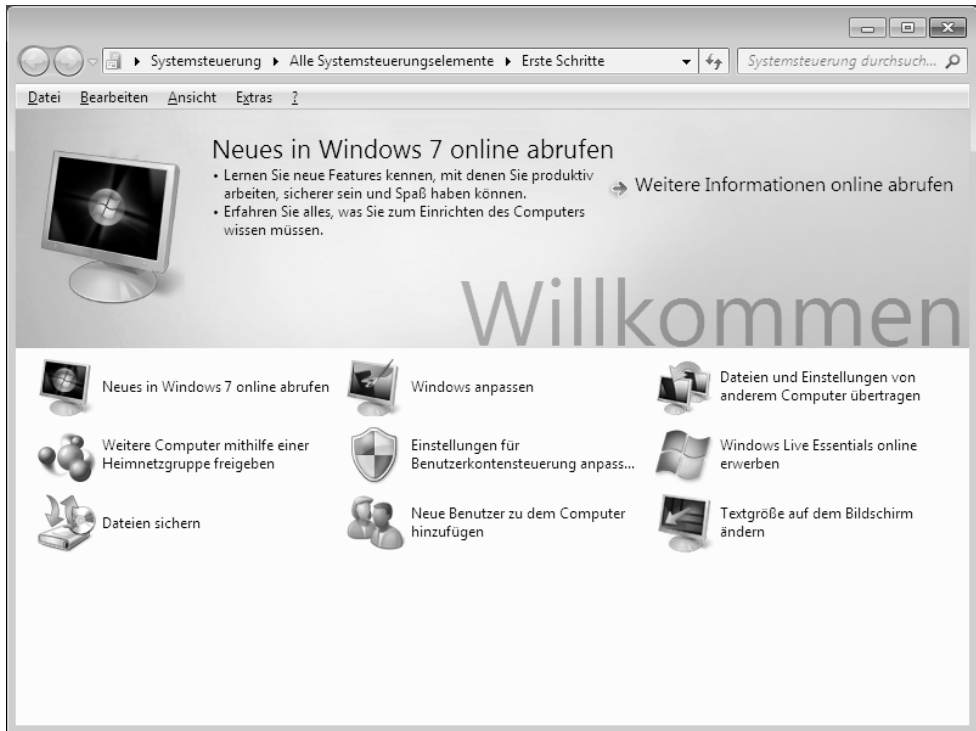 Systemsteuerung Alle Systemsteuerungselemente Erste Schritte Systemsteuerung durchsuch...
Datei Bearbeiten Ansicht Extras ?
Neues in Windows 7 online abrufen
• Lernen Sie neue Features kennen, mit denen Sie produktiv
arbeiten, sicherer sein und Spaß haben können.
• Erfahren Sie alles, was Sie zum Einrichten des Computers
wissen müssen.
Weitere Informationen online abrufen
Willkommen
Neues in Windows 7 online abrufen
Windows anpassen
Dateien und Einstellungen von
anderem Computer übertragen
Weitere Computer mithilfe einer
Heimnetzgruppe freigeben
Einstellungen für
Benutzerkontensteuerung anpass...
Windows Live Essentials online
erwerben
Dateien sichern
Neue Benutzer zu dem Computer
hinzufügen
Textgröße auf dem Bildschirm
ändern